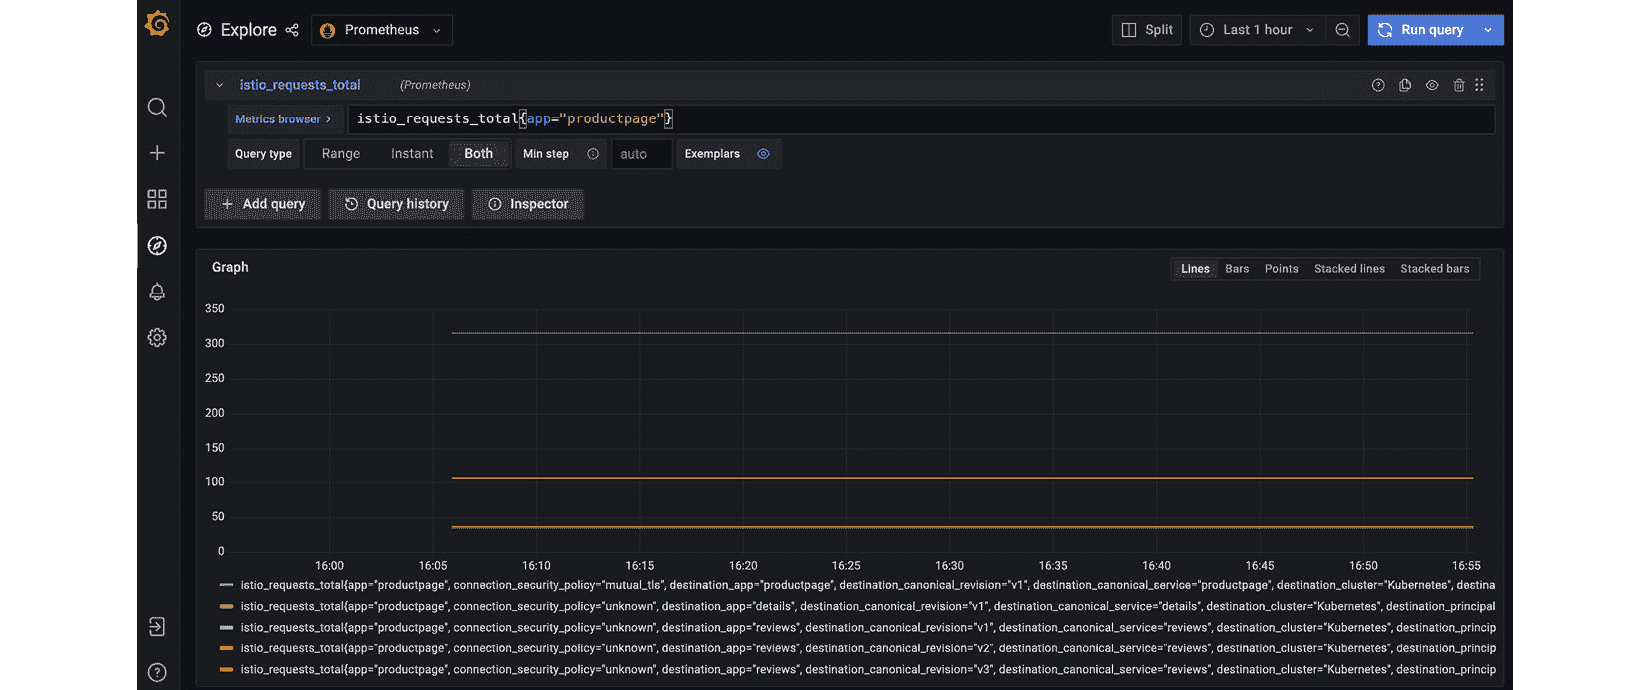 Explore Prometheus Split Last 1 hour Run query
istio_requests_total (Prometheus)
Metrics browser > istio_requests_total{app="productpage"}
Query type Range Instant Both Min step auto Exemplars
+ Add query Query history Inspector
Graph Lines Bars Points Stacked lines Stacked bars
350
300
250
200
150
100
50
0
16:00 16:05 16:10 16:15 16:20 16:25 16:30 16:35 16:40 16:45 16:50 16:55
istio_requests_total{app="productpage", connection_security_policy="mutual_tls", destination_app="productpage", destination_canonical_revision="v1", destination_canonical_service="productpage", destination_cluster="Kubernetes", destina
istio_requests_total{app="productpage", connection_security_policy="unknown", destination_app="details", destination_canonical_revision="v1", destination_canonical_service="details", destination_cluster="Kubernetes", destination_principal
istio_requests_total{app="productpage", connection_security_policy="unknown", destination_app="reviews", destination_canonical_revision="v1", destination_canonical_service="reviews", destination_cluster="Kubernetes", destination_princip
istio_requests_total{app="productpage", connection_security_policy="unknown", destination_app="reviews", destination_canonical_revision="v2", destination_canonical_service="reviews", destination_cluster="Kubernetes", destination_princip
istio_requests_total{app="productpage", connection_security_policy="unknown", destination_app="reviews", destination_canonical_revision="v3", destination_canonical_service="reviews", destination_cluster="Kubernetes", destination_princip